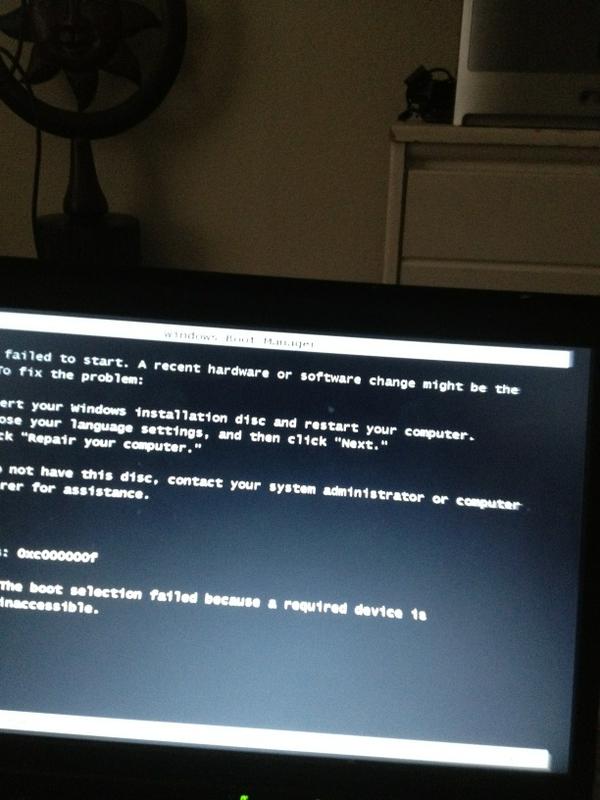 Windows Boot Manager
failed to start. A recent hardware or software change might be the
To fix the problem:
ert your Windows installation disc and restart your computer.
ose your language settings, and then click "Next."
ck "Repair your computer."
not have this disc, contact your system administrator or computer
rer for assistance.
: 0xc000000f
The boot selection failed because a required device is
inaccessible.